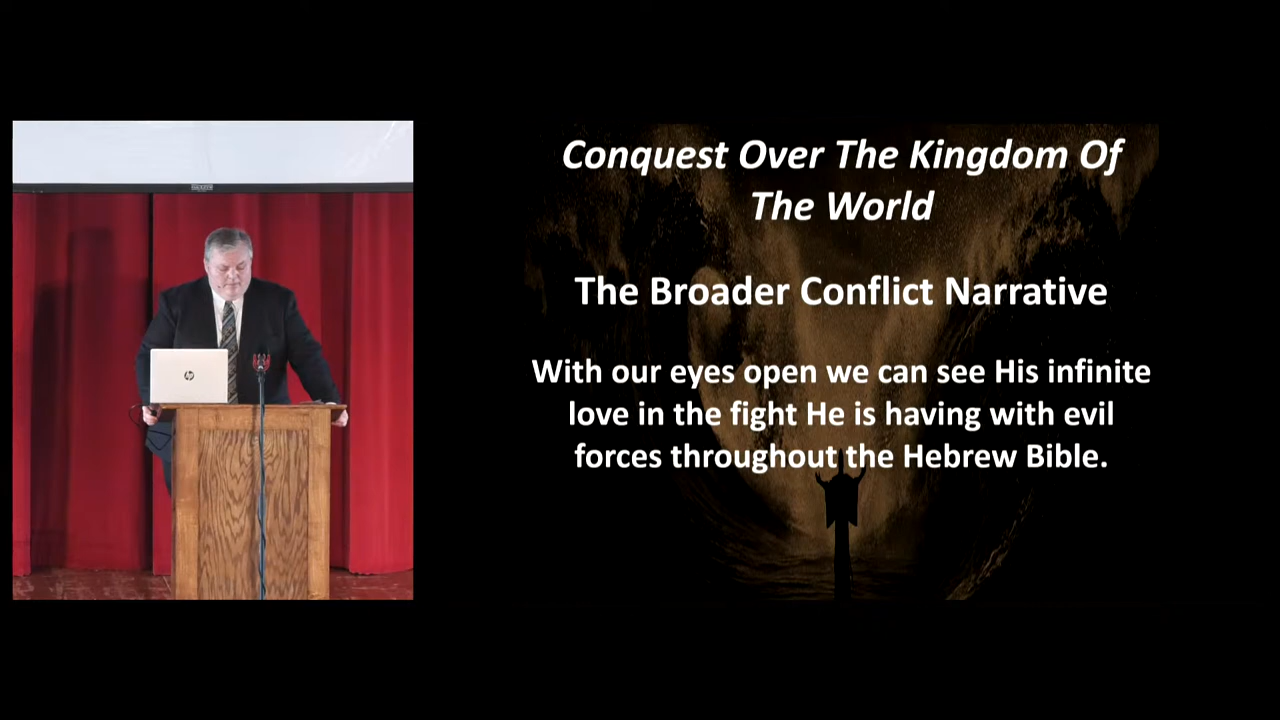 Conquest Over The Kingdom Of
The World
The Broader Conflict Narrative
With our eyes open we can see His infinite
love in the fight He is having with evil
forces throughout the Hebrew Bible.
hp